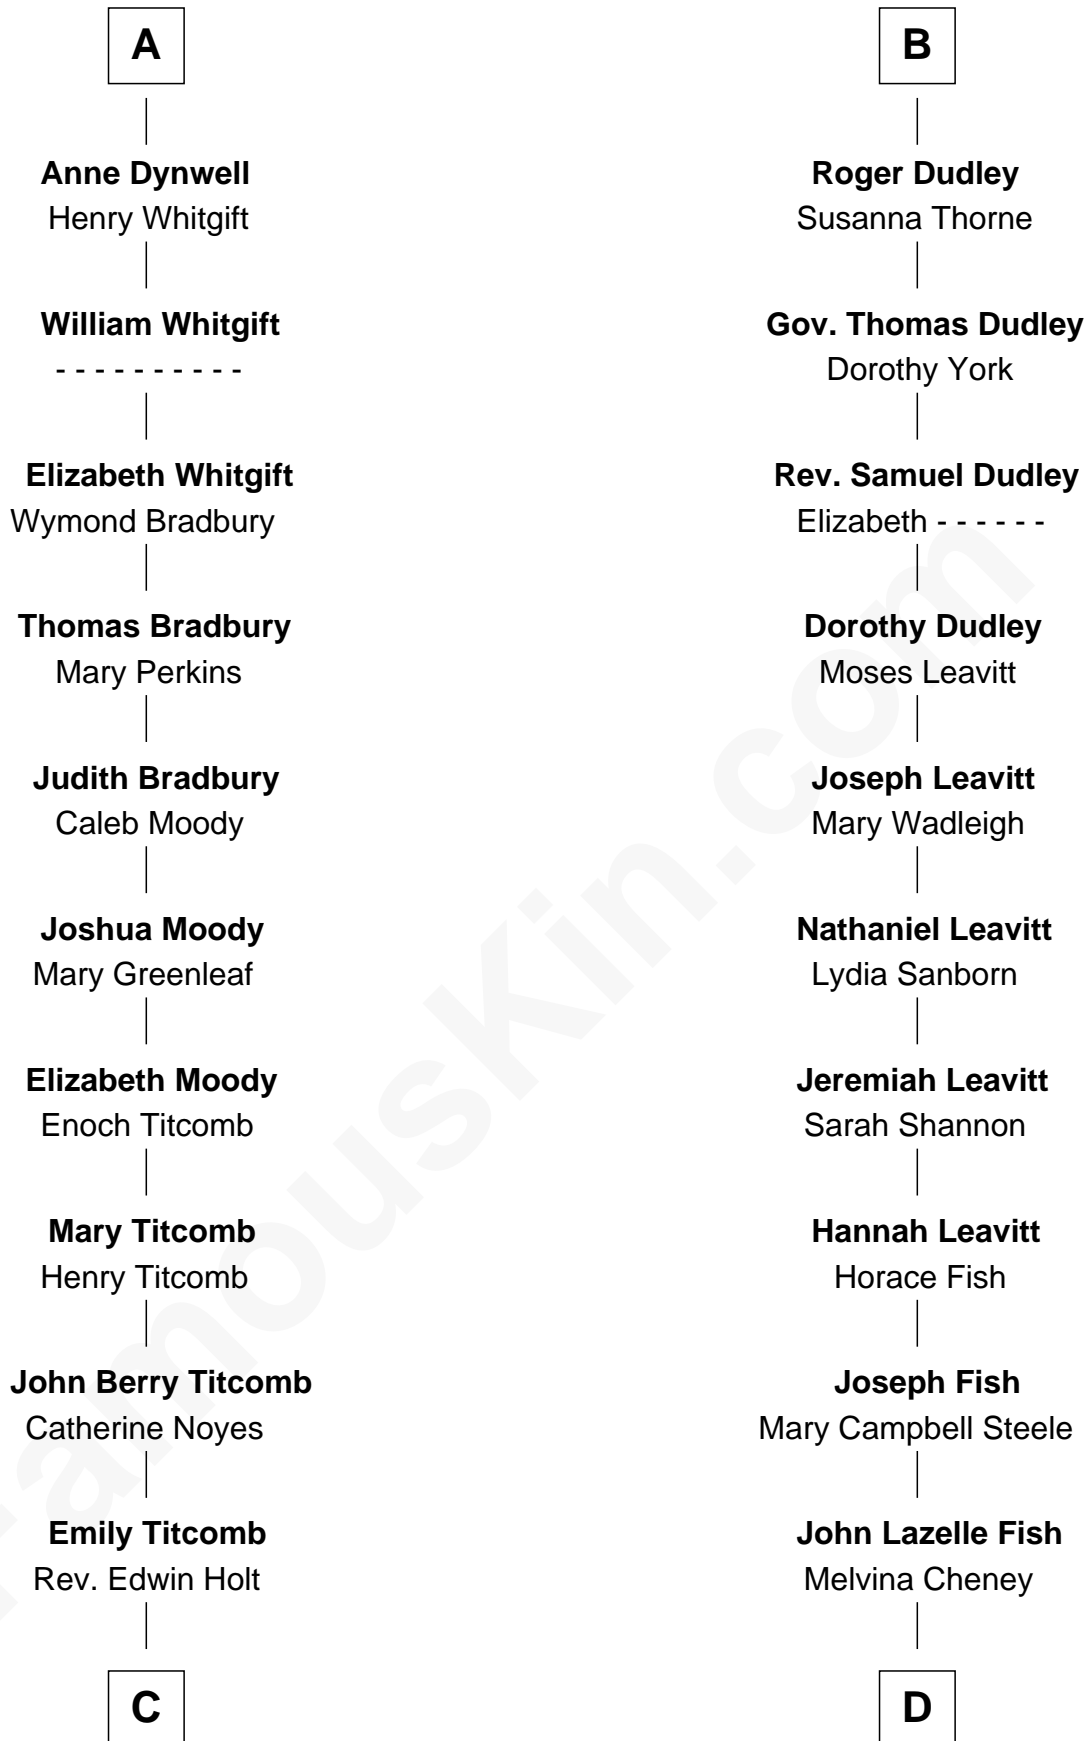 A
Anne Dynwell
Henry Whitgift
William Whitgift
- - - - - - - - - -
Elizabeth Whitgift
Wymond Bradbury
Thomas Bradbury
Mary Perkins
Judith Bradbury
Caleb Moody
Joshua Moody
Mary Greenleaf
Elizabeth Moody
Enoch Titcomb
Mary Titcomb
Henry Titcomb
John Berry Titcomb
Catherine Noyes
Emily Titcomb
Rev. Edwin Holt
C
B
Roger Dudley
Susanna Thorne
Gov. Thomas Dudley
Dorothy York
Rev. Samuel Dudley
Elizabeth - - - - - -
Dorothy Dudley
Moses Leavitt
Joseph Leavitt
Mary Wadleigh
Nathaniel Leavitt
Lydia Sanborn
Jeremiah Leavitt
Sarah Shannon
Hannah Leavitt
Horace Fish
Joseph Fish
Mary Campbell Steele
John Lazelle Fish
Melvina Cheney
D
FamousKin.com